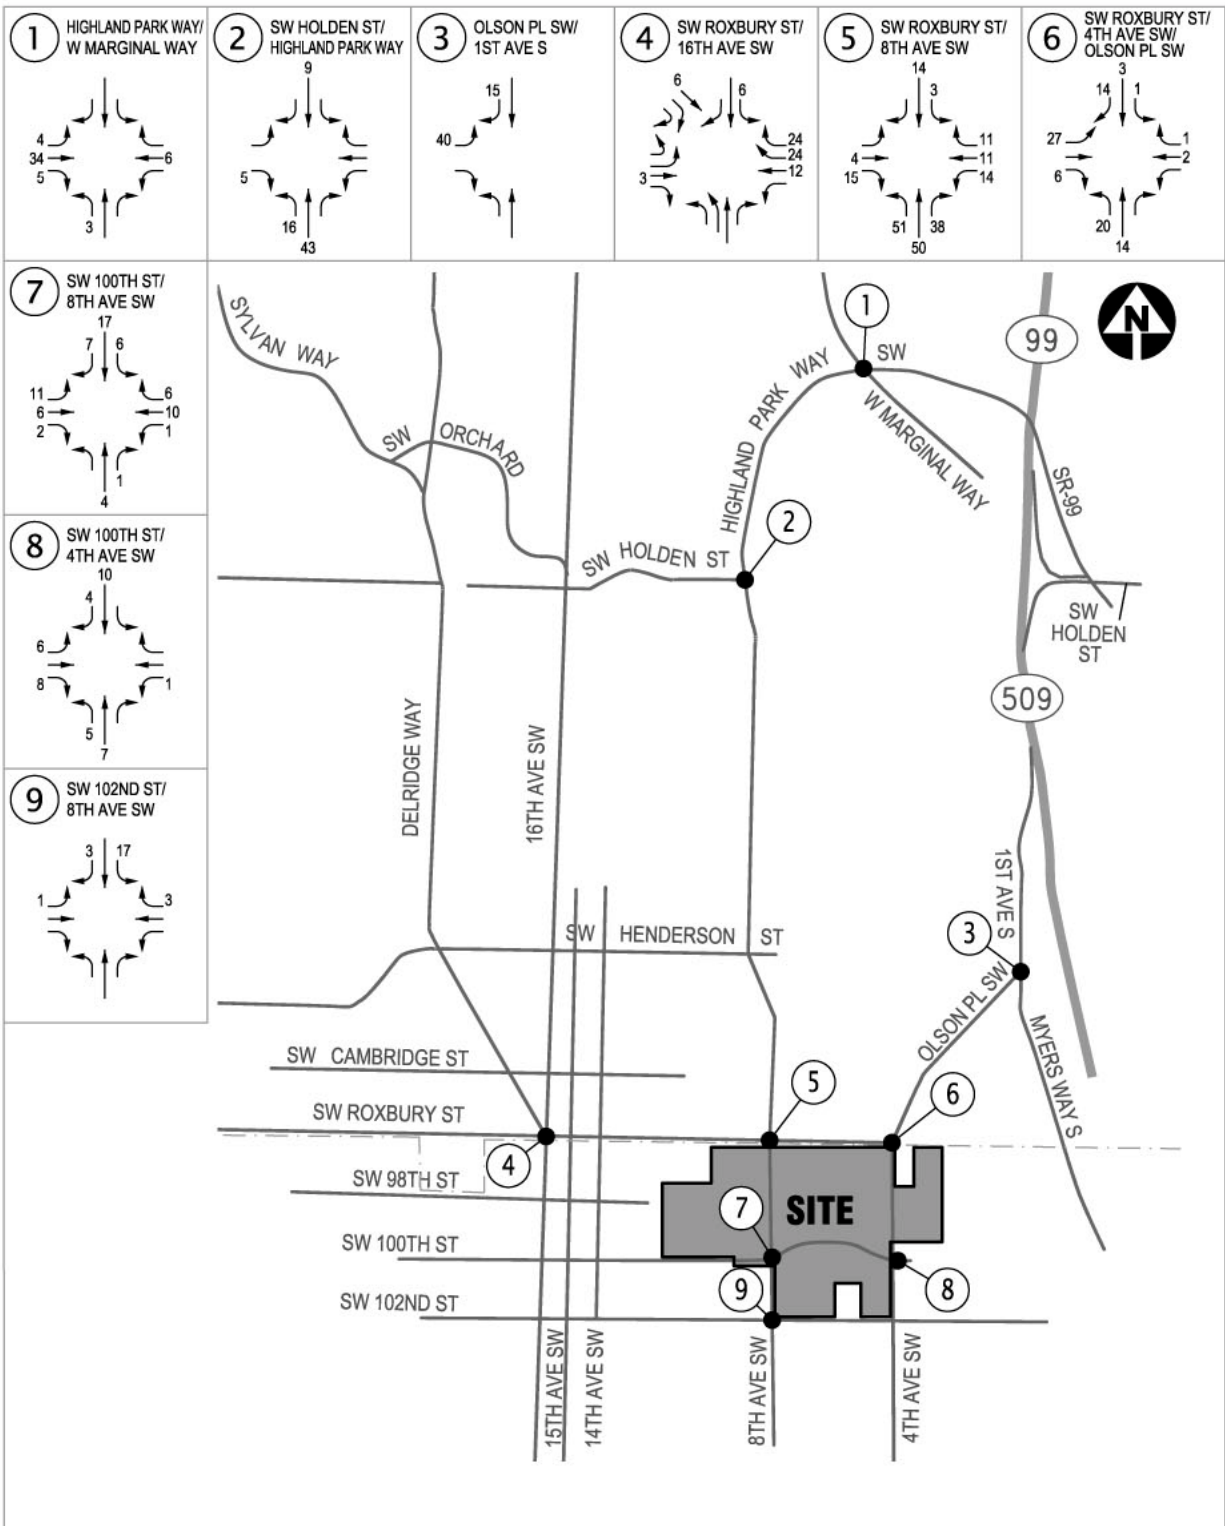 1
HIGHLAND PARK WAY/
W MARGINAL WAY
4
34
5
6
3
2
SW HOLDEN ST/
HIGHLAND PARK WAY
9
5
16
43
3
OLSON PL SW/
1ST AVE S
15
40
4
SW ROXBURY ST/
16TH AVE SW
6
6
24
24
12
3
5
SW ROXBURY ST/
8TH AVE SW
14
3
11
4
11
15
14
51
38
50
6
SW ROXBURY ST/
4TH AVE SW/
OLSON PL SW
3
14
1
27
1
2
6
20
14
7
SW 100TH ST/
8TH AVE SW
17
7
6
11
6
6
10
2
1
1
4
8
SW 100TH ST/
4TH AVE SW
10
4
6
8
1
5
7
9
SW 102ND ST/
8TH AVE SW
3
17
1
3
N
1
99
SYLVAN WAY
SW ORCHARD
HIGHLAND PARK WAY SW
W MARGINAL WAY
SR-99
2
SW HOLDEN ST
SW
HOLDEN
ST
509
DELRIDGE WAY
16TH AVE SW
1ST AVE S
3
SW HENDERSON ST
OLSON PL SW
MYERS WAY S
SW CAMBRIDGE ST
5
6
SW ROXBURY ST
4
SW 98TH ST
7
SITE
SW 100TH ST
9
8
SW 102ND ST
15TH AVE SW
14TH AVE SW
8TH AVE SW
4TH AVE SW